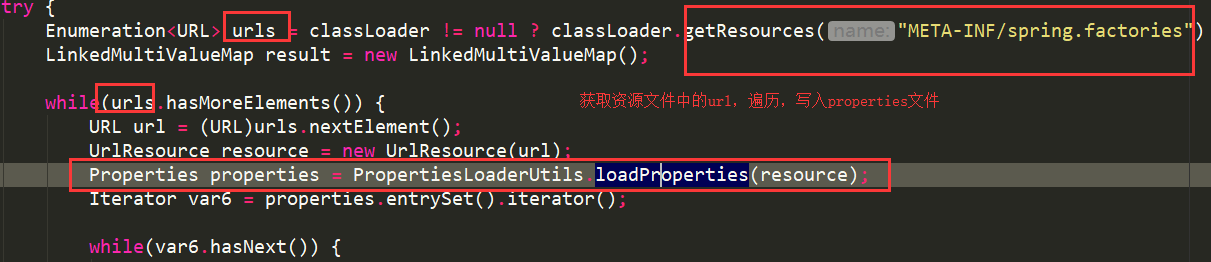 try {
Enumeration<URL> urls = classLoader != null ? classLoader.getResources( name: "META-INF/spring.factories")
LinkedMultiValueMap result = new LinkedMultiValueMap();
while(urls.hasMoreElements()) {
获取资源文件中的url，遍历，写入properties文件
URL url = (URL)urls.nextElement();
UrlResource resource = new UrlResource(url);
Properties properties = PropertiesLoaderUtils.loadProperties(resource);
Iterator var6 = properties.entrySet().iterator();
while(var6.hasNext()) {